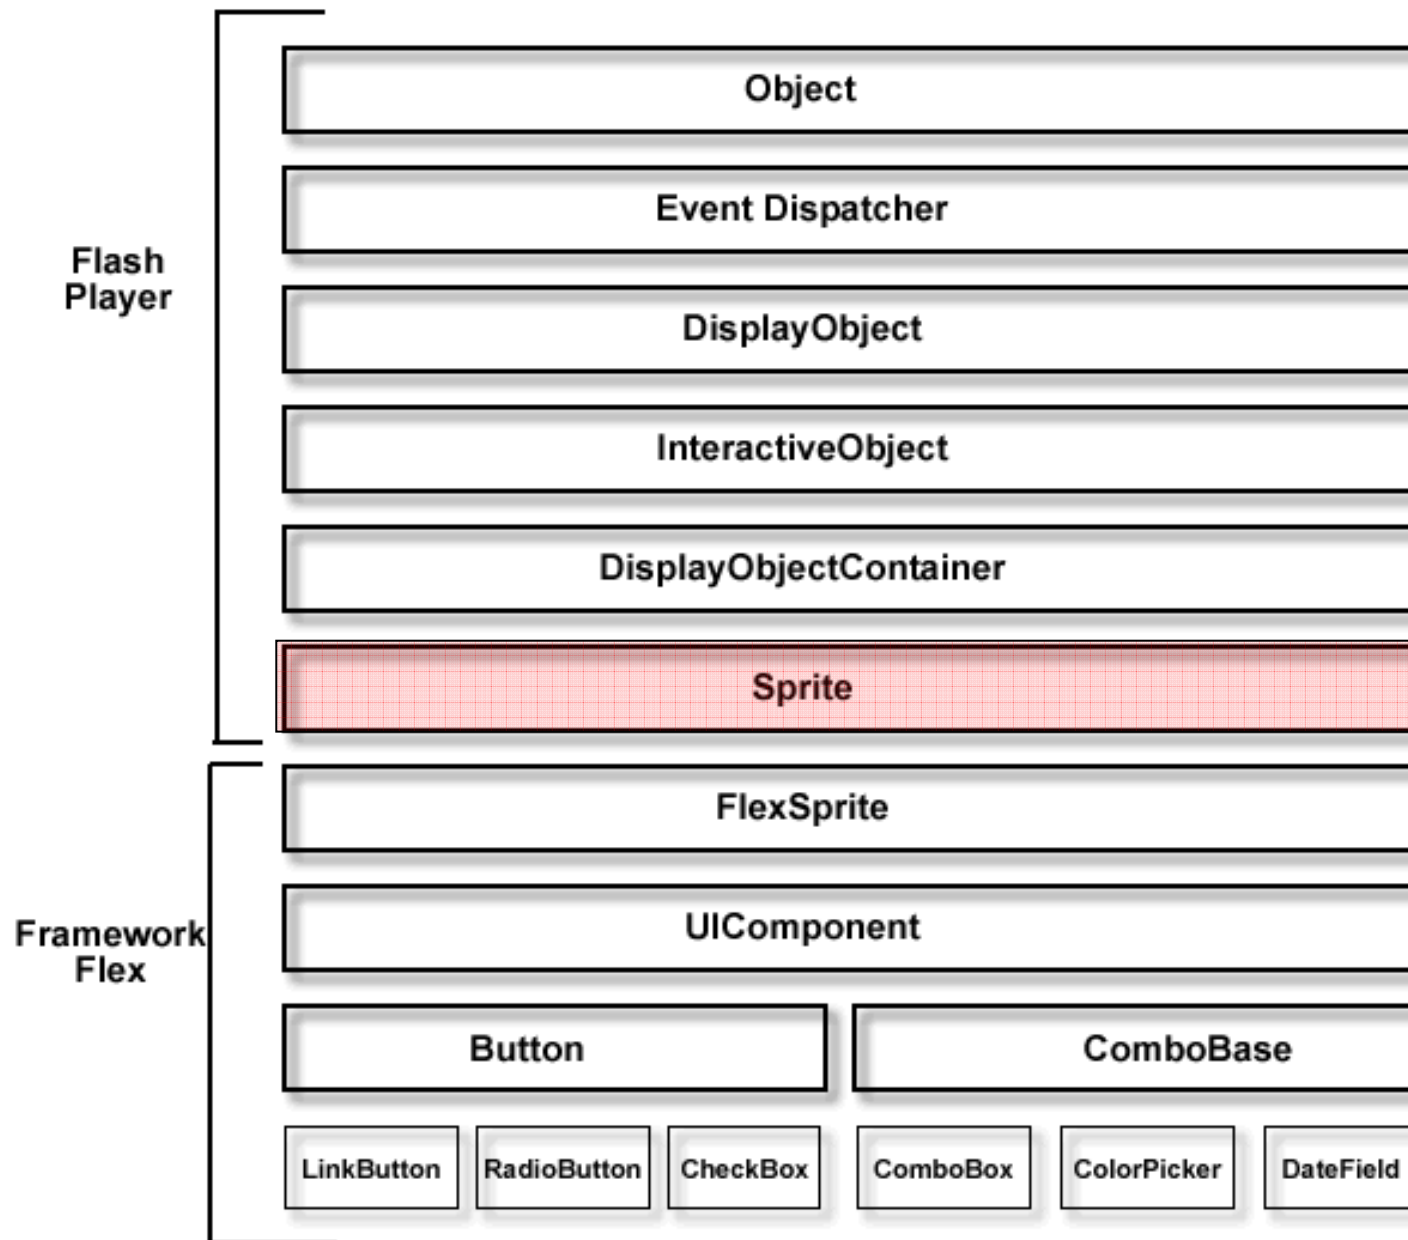 Object
Event Dispatcher
Flash
Player
DisplayObject
InteractiveObject
DisplayObjectContainer
Sprite
FlexSprite
Framework
Flex
UIComponent
Button
ComboBase
LinkButton
RadioButton
CheckBox
ComboBox
ColorPicker
DateField